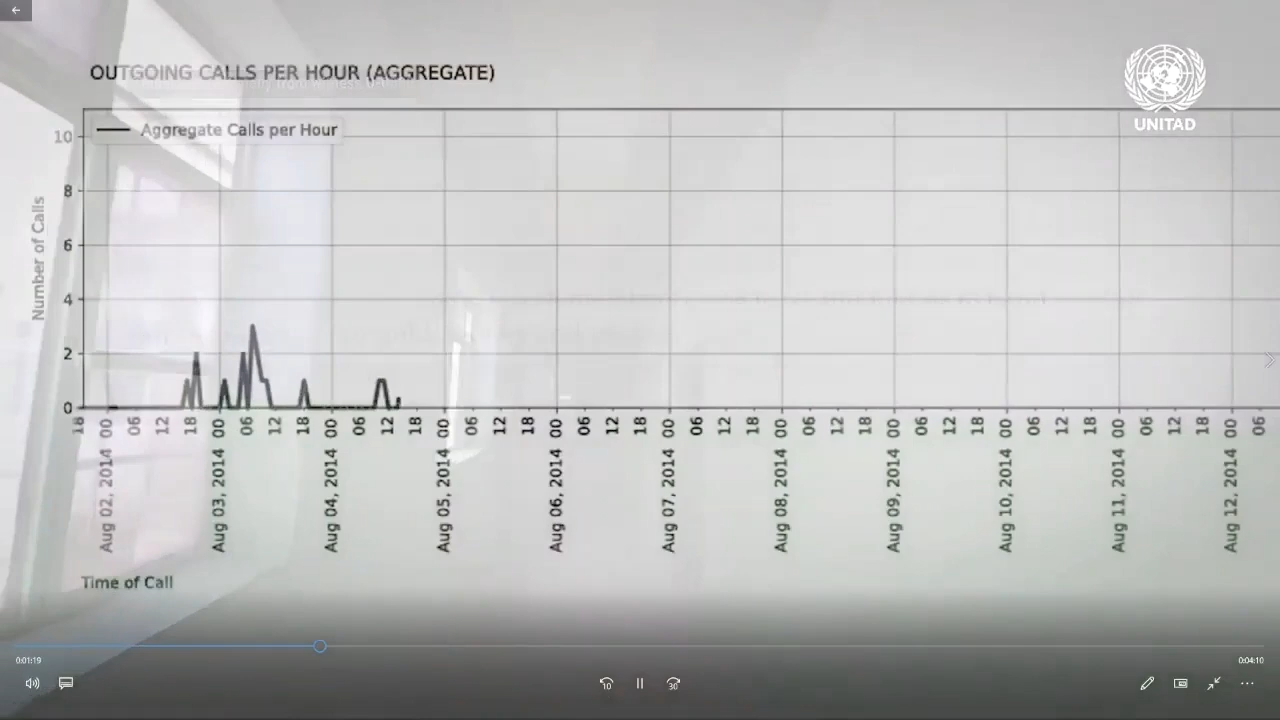 OUTGOING CALLS PER HOUR (AGGREGATE)
UNITAD
Aggregate Calls per Hour
Number of Calls
10
8
6
4
2
0
18 00 06 12 18 00 06 12 18 00 06 12 18 00 06 12 18 00 06 12 18 00 06 12 18 00 06 12 18 00 06 12 18 00 06 12 18 00 06 12 18 00 06
Aug 02, 2014 Aug 03, 2014 Aug 04, 2014 Aug 05, 2014 Aug 06, 2014 Aug 07, 2014 Aug 08, 2014 Aug 09, 2014 Aug 10, 2014 Aug 11, 2014 Aug 12, 2014
Time of Call
0:01:19
0:04:10
10
30